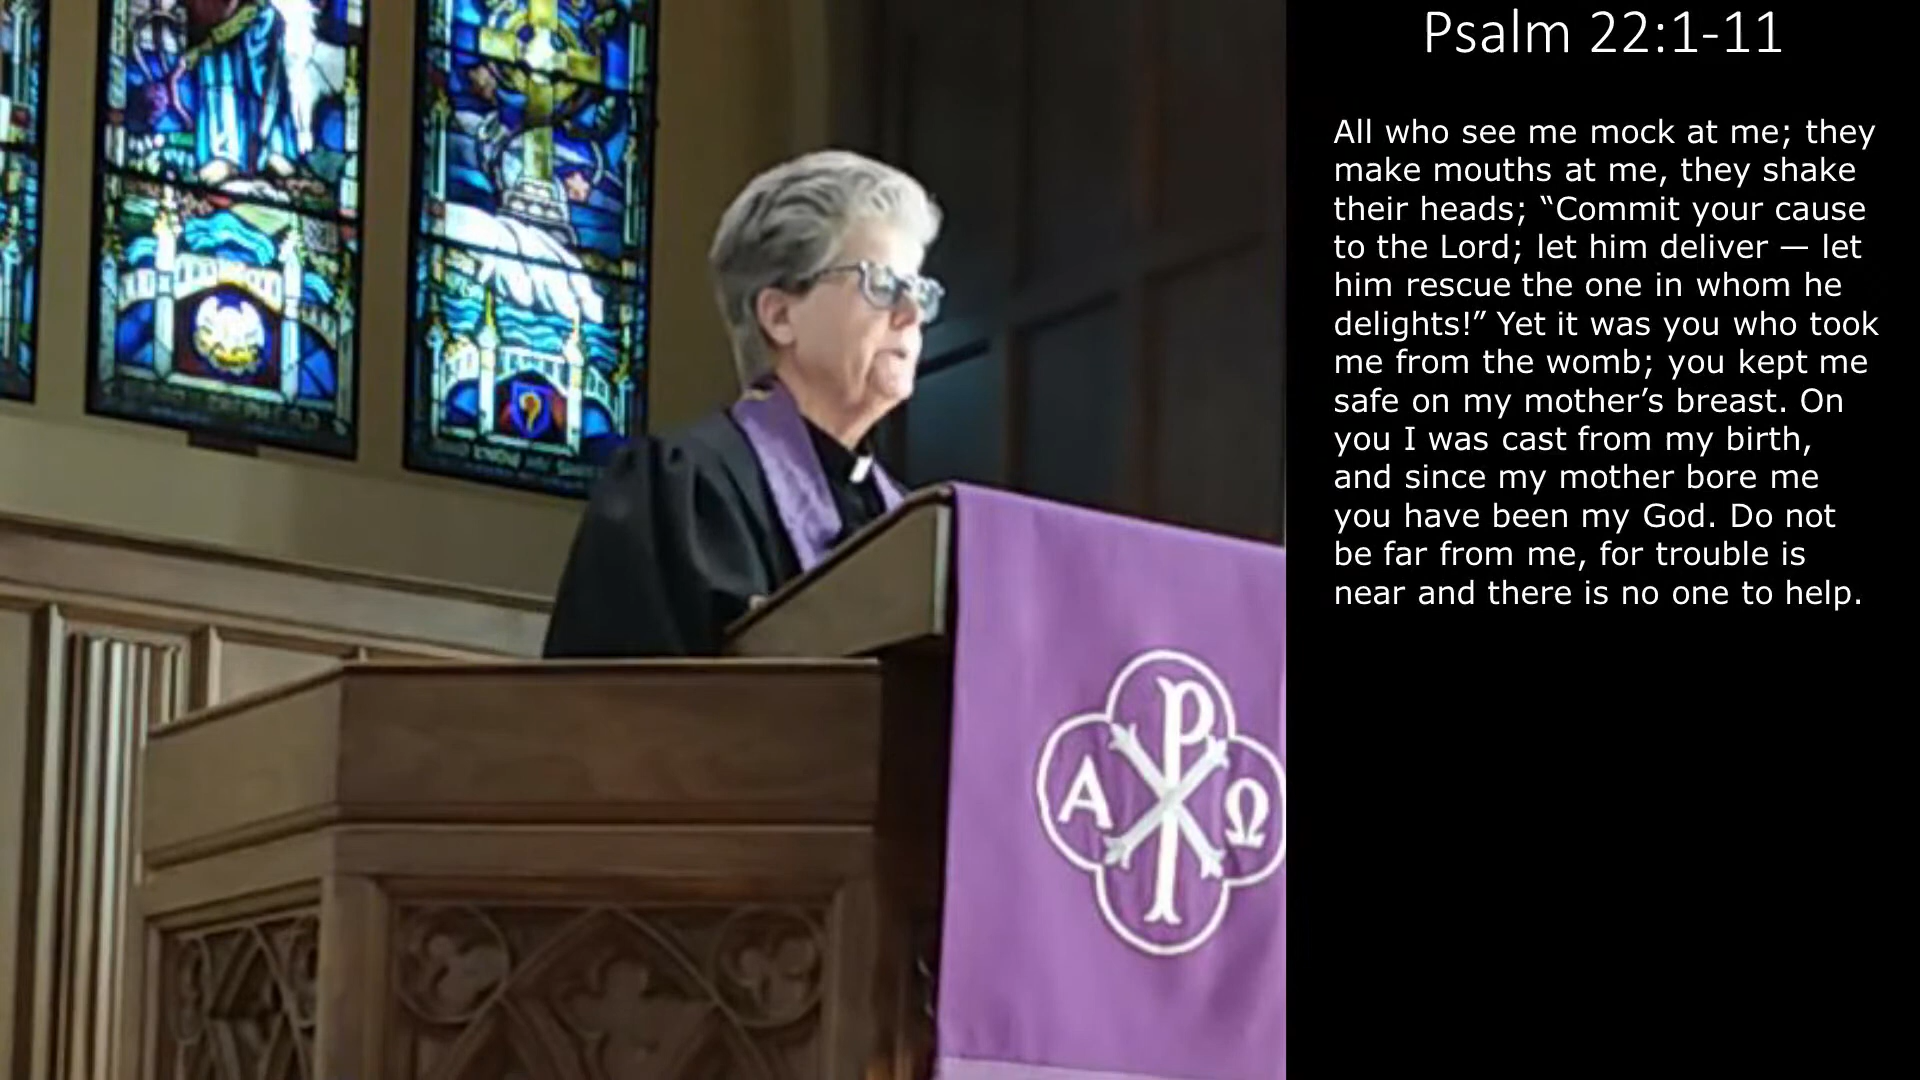 Psalm 22:1-11
All who see me mock at me; they
make mouths at me, they shake
their heads; “Commit your cause
to the Lord; let him deliver — let
him rescue the one in whom he
delights!” Yet it was you who took
me from the womb; you kept me
safe on my mother’s breast. On
you I was cast from my birth,
and since my mother bore me
you have been my God. Do not
be far from me, for trouble is
near and there is no one to help.
Α Ω